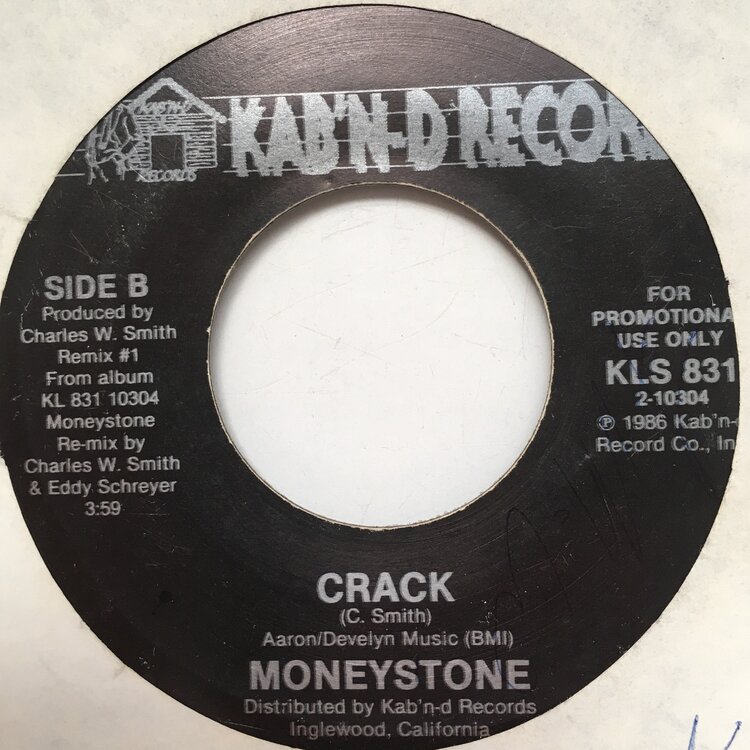 KAB'N-D
RECORDS
KAB'N-D RECOR
SIDE B
Produced by
Charles W. Smith
Remix #1
From album
KL 831 10304
Moneystone
Re-mix by
Charles W. Smith
& Eddy Schreyer
3:59
FOR
PROMOTIONA
USE ONLY
KLS 831
2-10304
℗ 1986 Kab'n-
Record Co., In
CRACK
(C. Smith)
Aaron/Develyn Music (BMI)
MONEYSTONE
Distributed by Kab'n-d Records
Inglewood, California